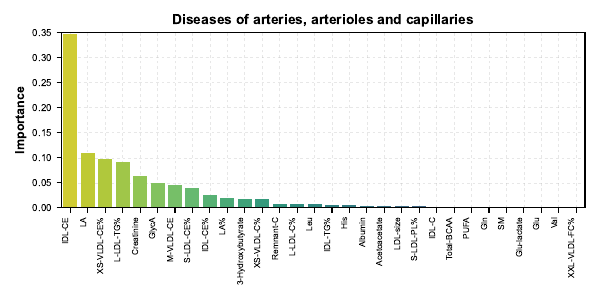 Diseases of arteries, arterioles and capillaries
0.35
0.30
0.25
0.20
0.15
0.10
0.05
0.00
Importance
IDL-CE
LA
XS-VLDL-CE%
L-LDL-TG%
Creatinine
GlycA
M-VLDL-CE
S-LDL-CE%
IDL-CE%
LA%
3-Hydroxybutyrate
XS-VLDL-C%
Remnant-C
L-LDL-C%
Leu
IDL-TG%
His
Albumin
Acetoacetate
LDL-size
S-LDL-PL%
IDL-C
Total-BCAA
PUFA
Gln
SM
Glu-lactate
Glu
Val
XXL-VLDL-FC%